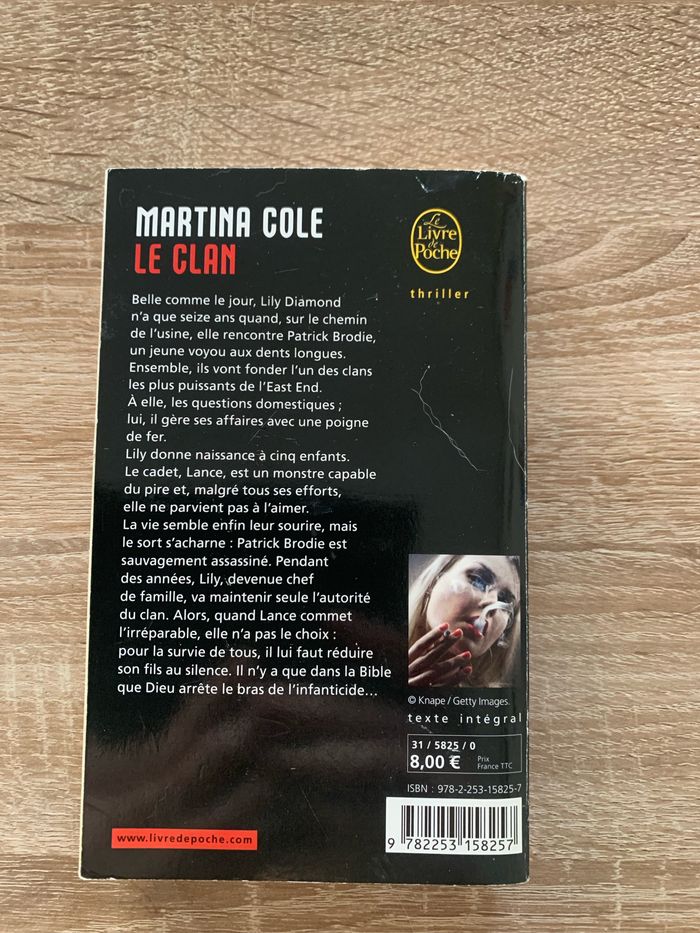 MARTINA COLE
LE CLAN
Le
Livre
de
Poche
thriller
Belle comme le jour, Lily Diamond
n'a que seize ans quand, sur le chemin
de l'usine, elle rencontre Patrick Brodie,
un jeune voyou aux dents longues.
Ensemble, ils vont fonder l'un des clans
les plus puissants de l'East End.
À elle, les questions domestiques ;
lui, il gère ses affaires avec une poigne
de fer.
Lily donne naissance à cinq enfants.
Le cadet, Lance, est un monstre capable
du pire et, malgré tous ses efforts,
elle ne parvient pas à l'aimer.
La vie semble enfin leur sourire, mais
le sort s'acharne : Patrick Brodie est
sauvagement assassiné. Pendant
des années, Lily, devenue chef
de famille, va maintenir seule l'autorité
du clan. Alors, quand Lance commet
l'irréparable, elle n'a pas le choix :
pour la survie de tous, il lui faut réduire
son fils au silence. Il n'y a que dans la Bible
que Dieu arrête le bras de l'infanticide…
© Knape / Getty Images.
texte intégral
31 / 5825 / 0
8,00 € Prix
France TTC
ISBN : 978-2-253-15825-7
9 782253 158257
www.livredepoche.com